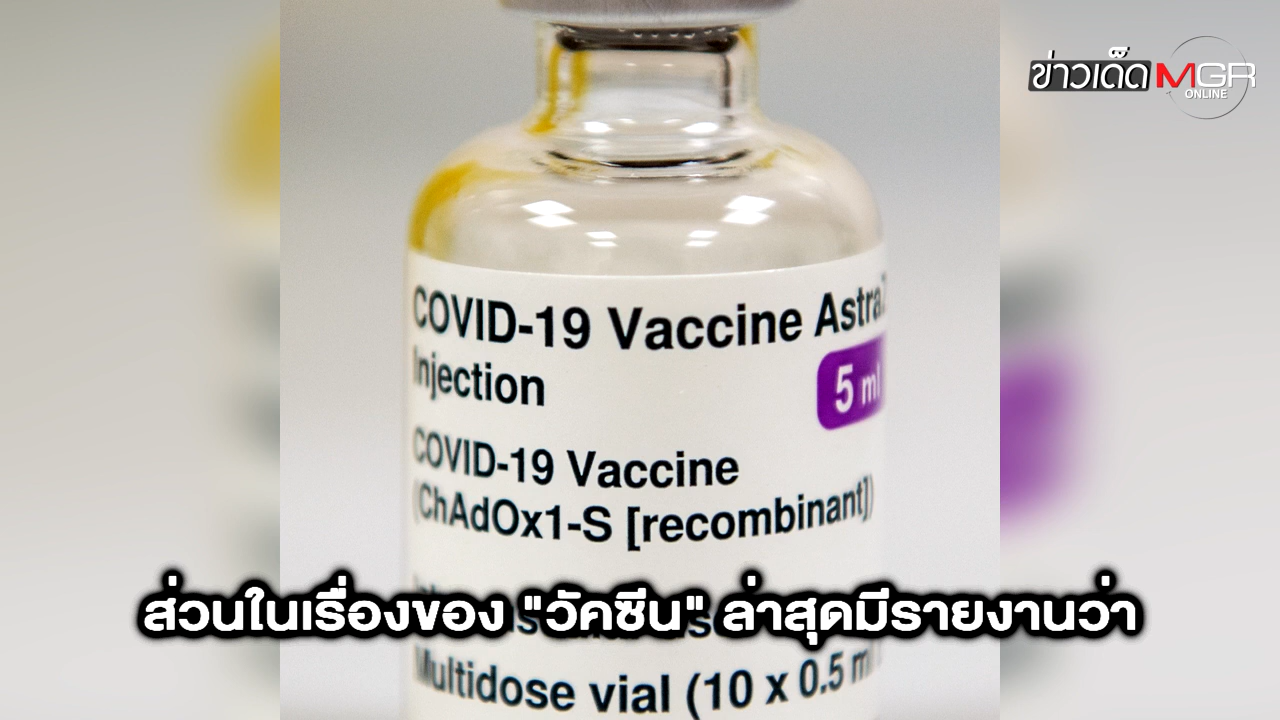 ข่าวเด็ด MGR
ONLINE
COVID-19 Vaccine
Injection
5 ml
COVID-19 Vaccine
(ChAdOx1-S [recombinant])
ส่วนในเรื่องของ "วัคซีน" ล่าสุดมีรายงานว่า
Multidose vial (10 x 0.5 ml